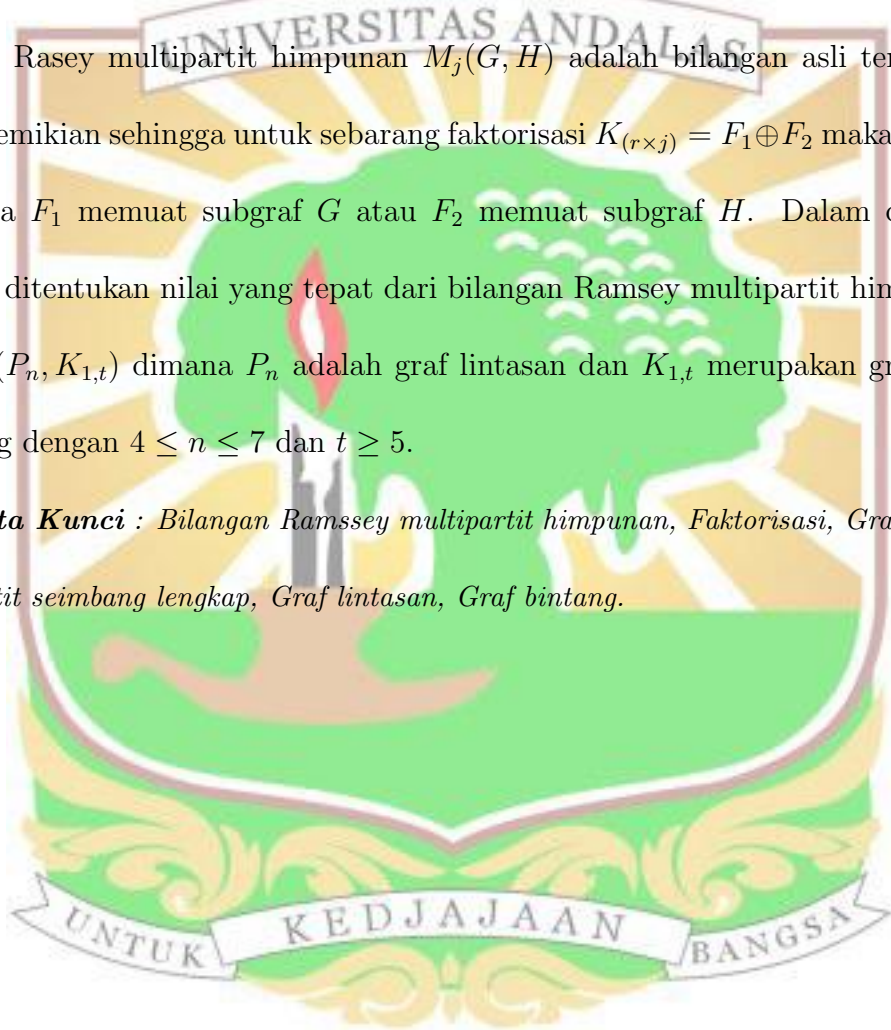 UNIVERSITAS ANDALAS
Rasey multipartit himpunan $M_j(G, H)$ adalah bilangan asli ter
emikian sehingga untuk sebarang faktorisasi $K_{(r \times j)} = F_1 \oplus F_2$ maka
a $F_1$ memuat subgraf $G$ atau $F_2$ memuat subgraf $H$. Dalam
ditentukan nilai yang tepat dari bilangan Ramsey multipartit him
$(P_n, K_{1,t})$ dimana $P_n$ adalah graf lintasan dan $K_{1,t}$ merupakan gr
g dengan $4 \leq n \leq 7$ dan $t \geq 5$.
ta Kunci : Bilangan Ramssey multipartit himpunan, Faktorisasi, Gra
tit seimbang lengkap, Graf lintasan, Graf bintang.
UNTUK KEDJAJAAN BANGSA